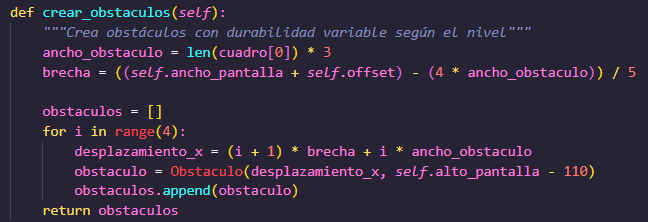 def crear_obstaculos(self):
    """Crea obstáculos con durabilidad variable según el nivel"""
    ancho_obstaculo = len(cuadro[0]) * 3
    brecha = ((self.ancho_pantalla + self.offset) - (4 * ancho_obstaculo)) / 5

    obstaculos = []
    for i in range(4):
        desplazamiento_x = (i + 1) * brecha + i * ancho_obstaculo
        obstaculo = Obstaculo(desplazamiento_x, self.alto_pantalla - 110)
        obstaculos.append(obstaculo)
    return obstaculos